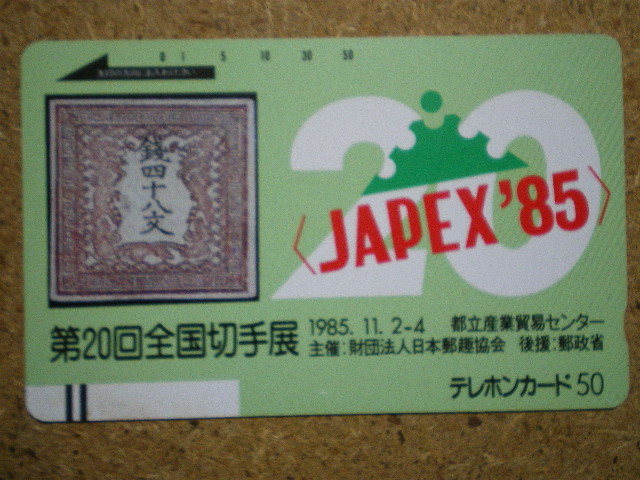 0 1 5 10 30 50
銭四十八文
20
〈JAPEX'85〉
第20回全国切手展
1985. 11. 2-4 都立産業貿易センター
主催:財団法人日本郵趣協会 後援:郵政省
テレホンカード 50